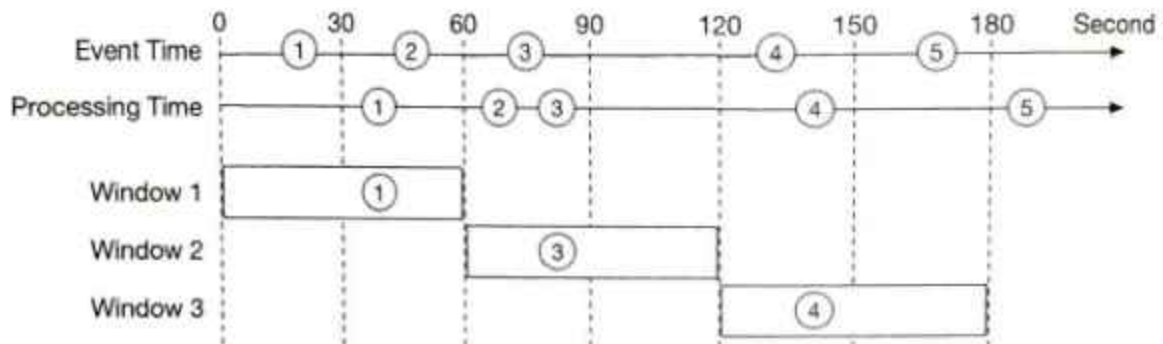 0 30 60 90 120 150 180 Second
Event Time 1 2 3 4 5
Processing Time 1 2 3 4 5
Window 1 1
Window 2 3
Window 3 4